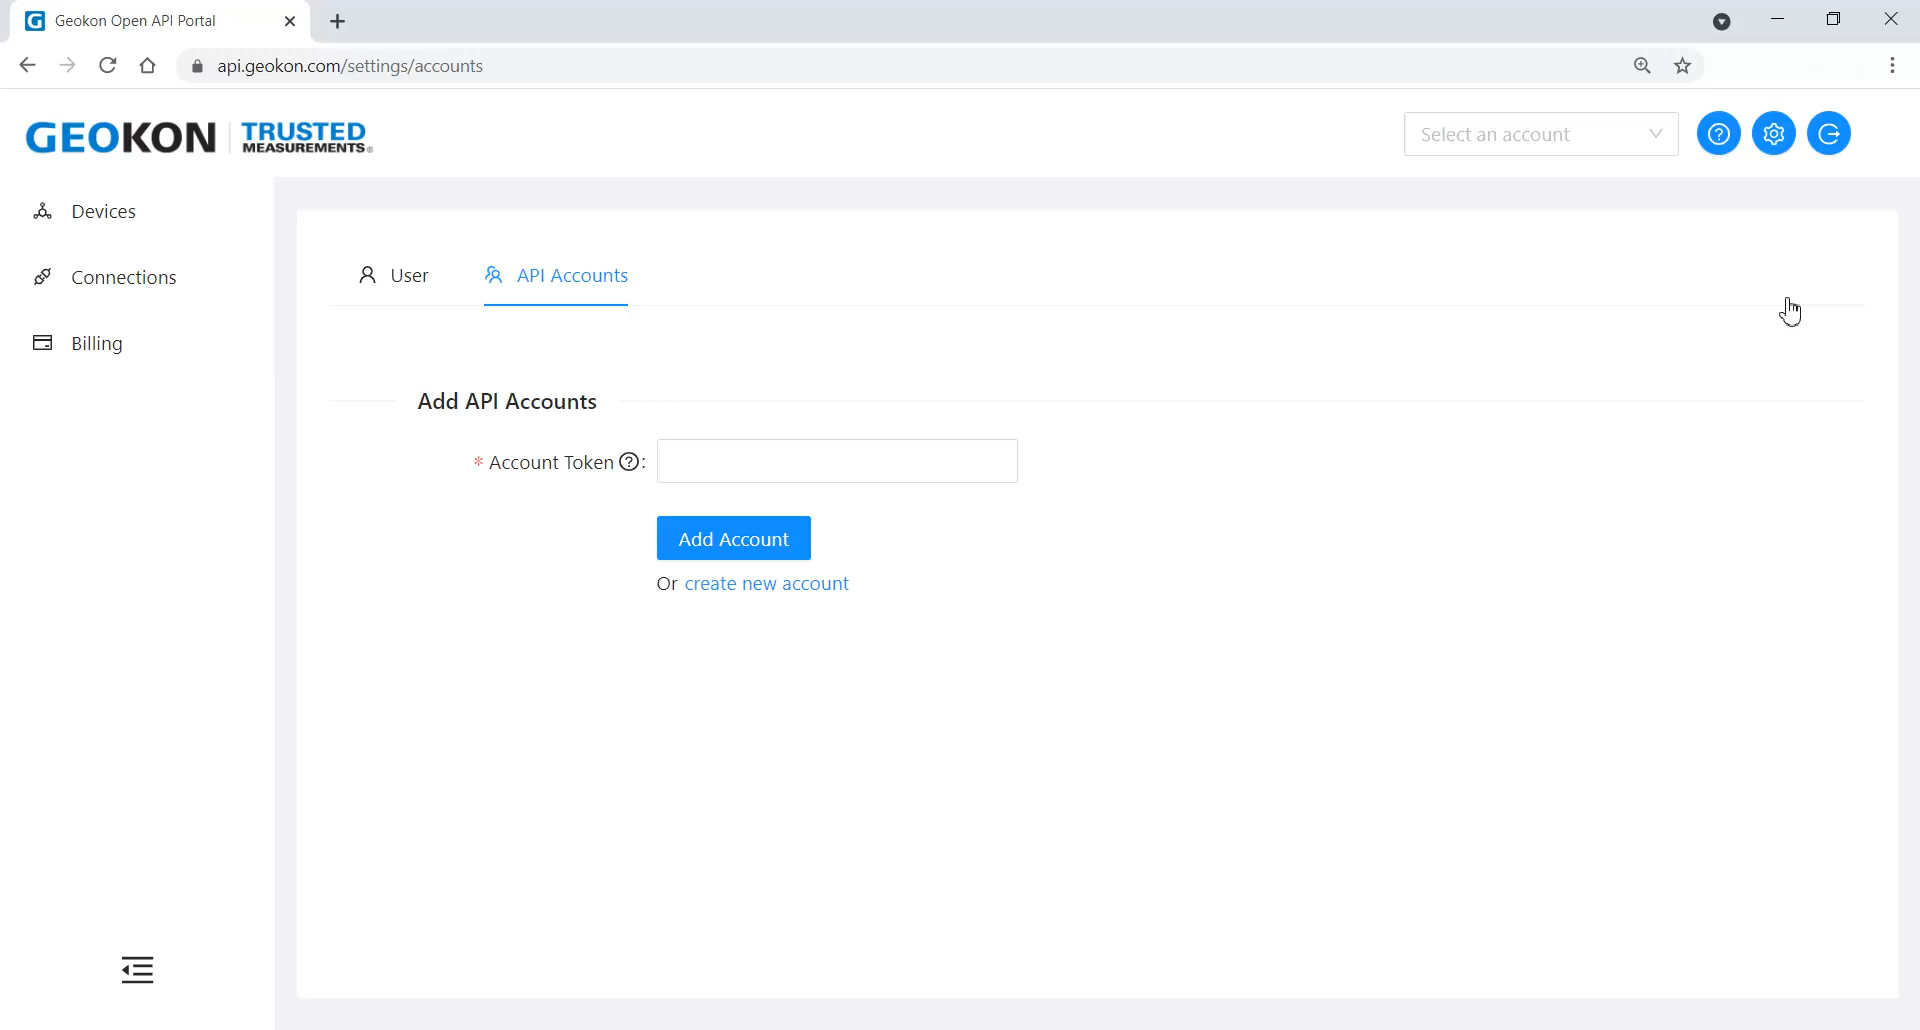 Geokon Open API Portal
api.geokon.com/settings/accounts
GEOKON TRUSTED
MEASUREMENTS®
Select an account
Devices
Connections
Billing
User API Accounts
Add API Accounts
* Account Token ? :
Add Account
Or create new account